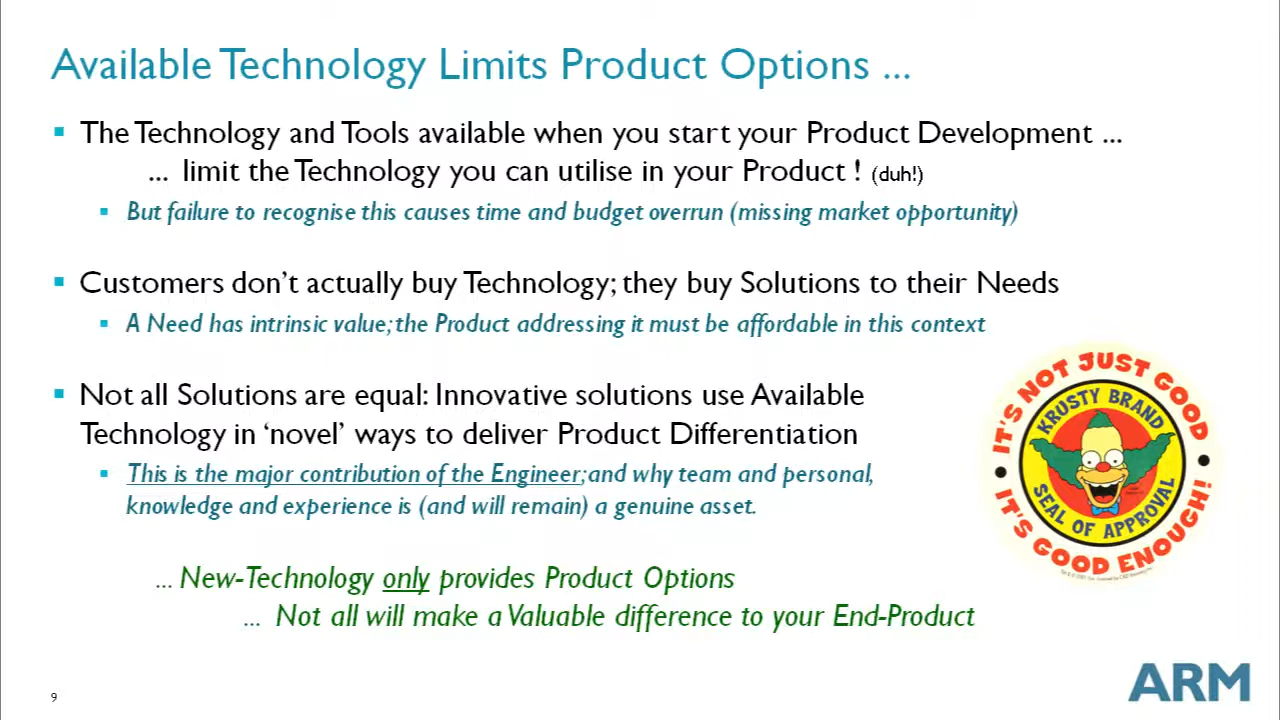 Available Technology Limits Product Options ...
The Technology and Tools available when you start your Product Development ...
... limit the Technology you can utilise in your Product ! (duh!)
But failure to recognise this causes time and budget overrun (missing market opportunity)
Customers don't actually buy Technology; they buy Solutions to their Needs
A Need has intrinsic value; the Product addressing it must be affordable in this context
Not all Solutions are equal: Innovative solutions use Available
Technology in ‘novel’ ways to deliver Product Differentiation
This is the major contribution of the Engineer; and why team and personal,
knowledge and experience is (and will remain) a genuine asset.
IT'S NOT JUST GOOD
KRUSTY BRAND
SEAL OF APPROVAL
IT'S GOOD ENOUGH!
... New-Technology only provides Product Options
... Not all will make a Valuable difference to your End-Product
9
ARM